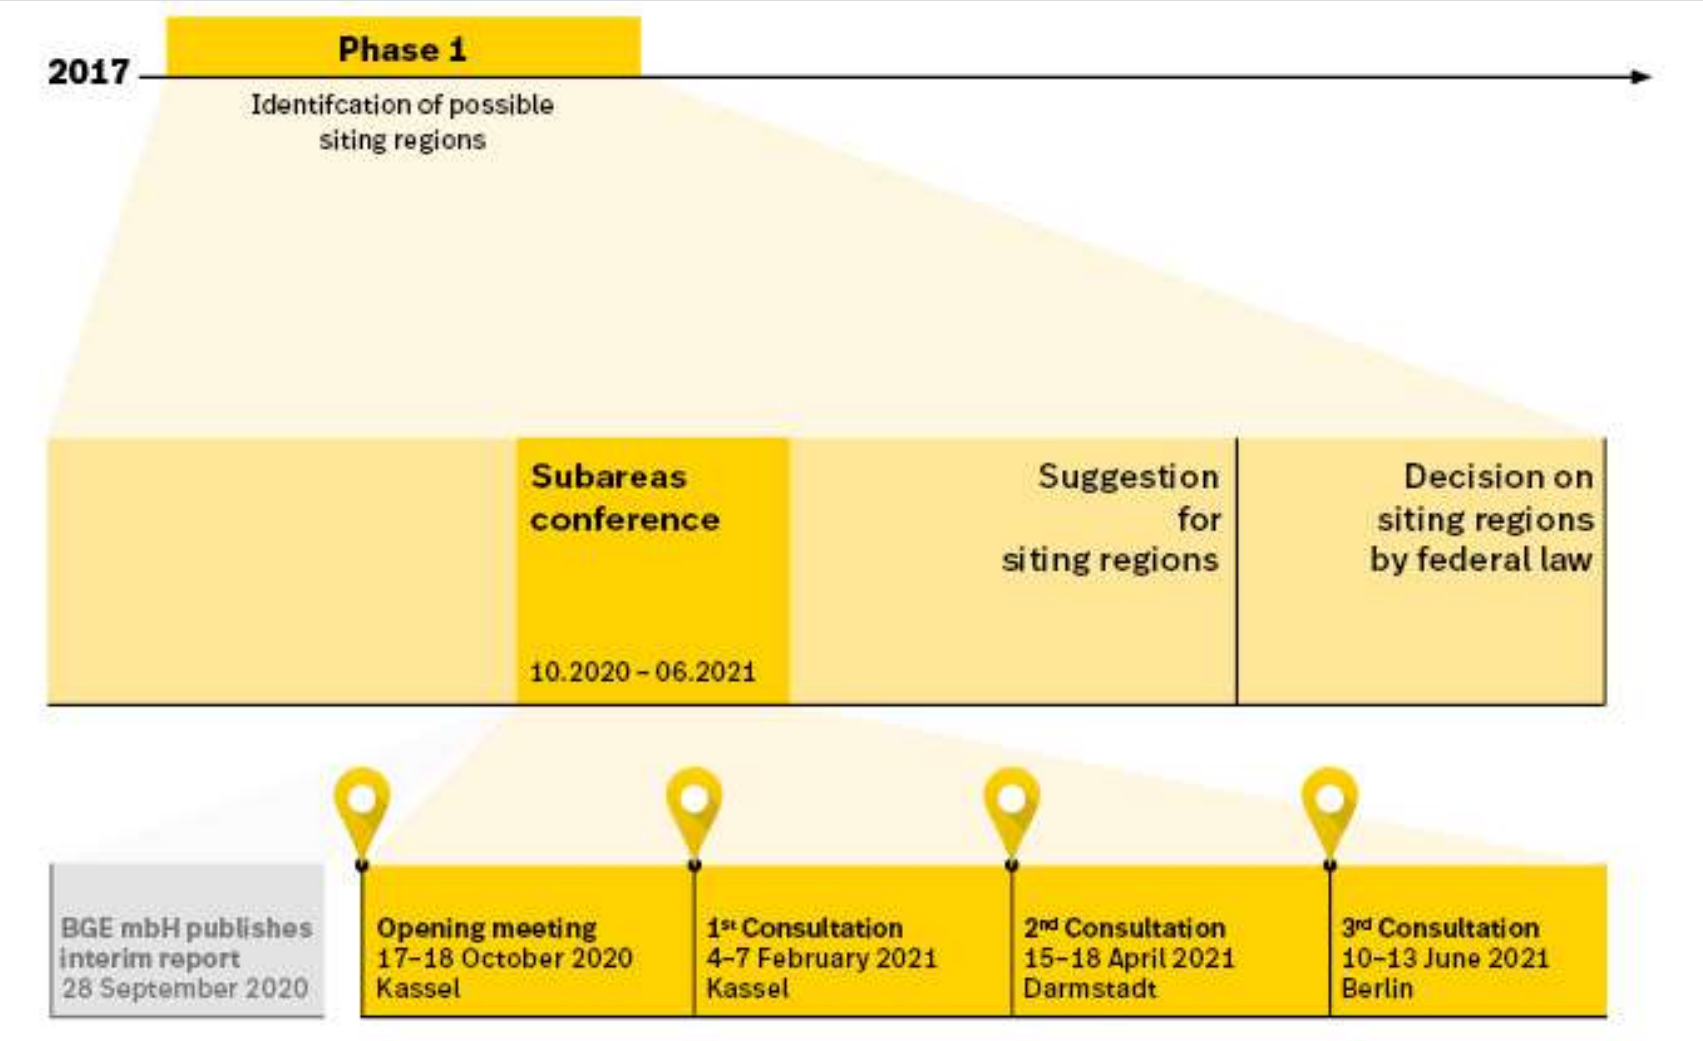 2017
Phase 1
Identifcation of possible
siting regions
Subareas
conference
10.2020 – 06.2021
Suggestion
for
siting regions
Decision on
siting regions
by federal law
BGE mbH publishes
interim report
28 September 2020
Opening meeting
17–18 October 2020
Kassel
1st Consultation
4–7 February 2021
Kassel
2nd Consultation
15–18 April 2021
Darmstadt
3rd Consultation
10–13 June 2021
Berlin